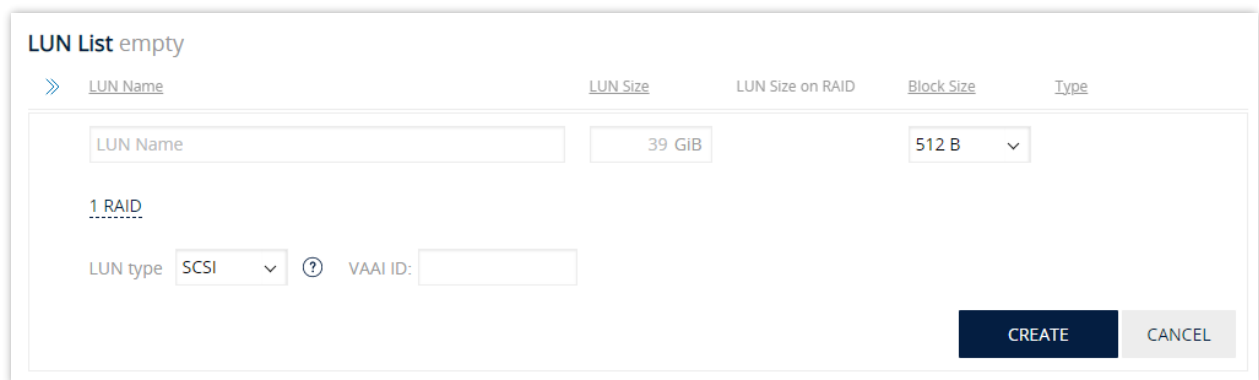 LUN List empty
LUN Name LUN Size LUN Size on RAID Block Size Type
LUN Name 39 GiB 512 B
1 RAID
LUN type SCSI ? VAAI ID:
CREATE CANCEL